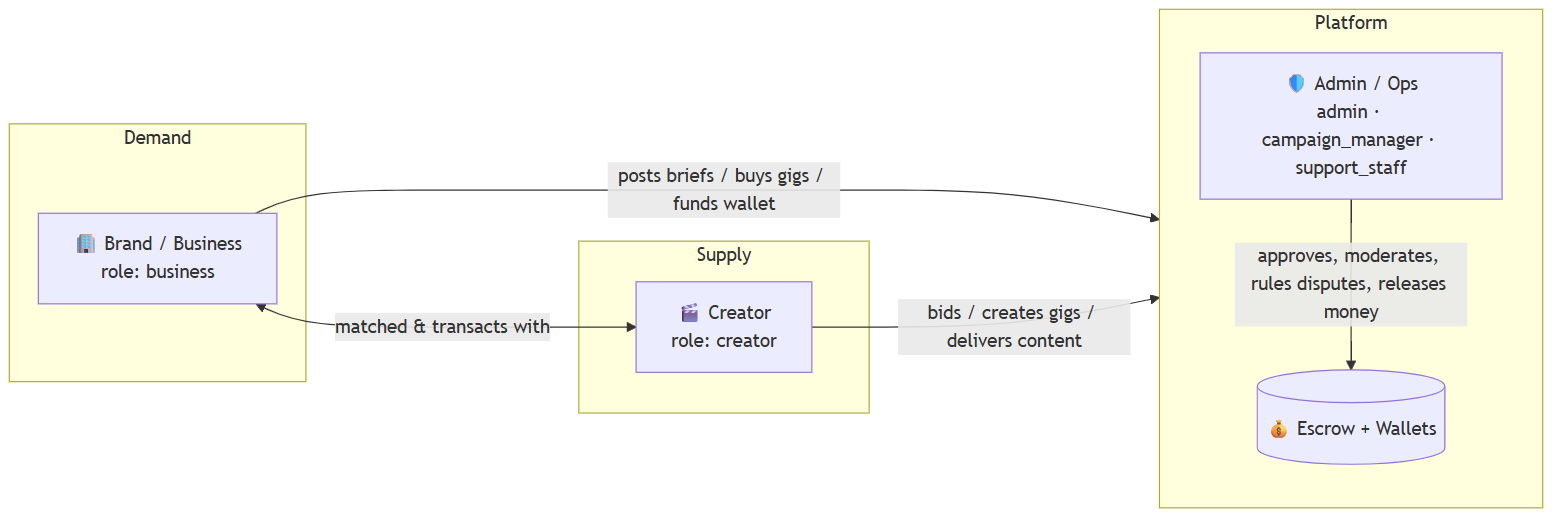 Platform
🛡️ Admin / Ops
admin ·
campaign_manager ·
support_staff
Demand
posts briefs / buys gigs /
funds wallet
🏢 Brand / Business
role: business
Supply
approves, moderates,
rules disputes, releases
money
🎬 Creator
role: creator
matched & transacts with
bids / creates gigs /
delivers content
💰 Escrow + Wallets